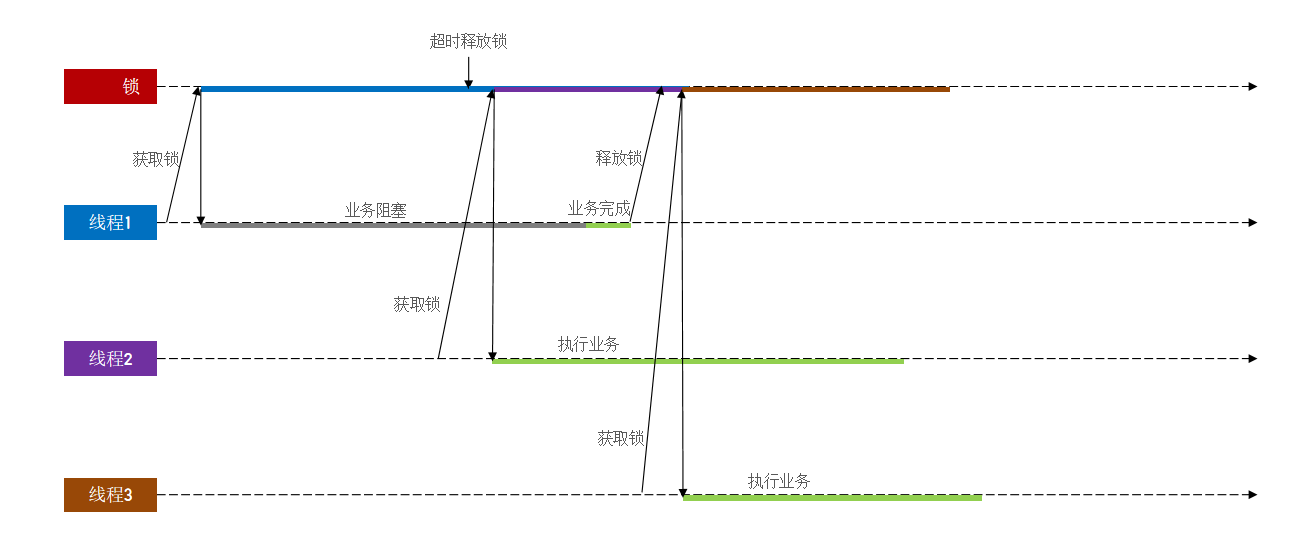 超时释放锁
锁
获取锁
释放锁
业务阻塞
业务完成
线程1
获取锁
执行业务
线程2
获取锁
执行业务
线程3